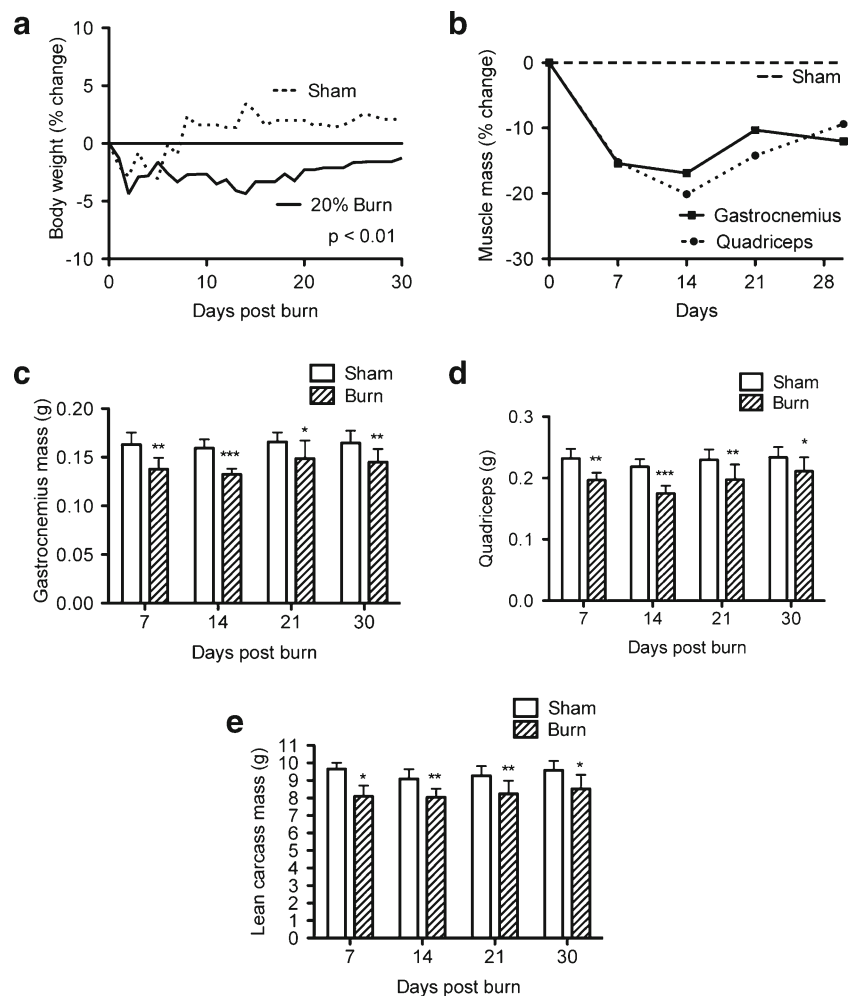 a
Body weight (% change)
10
5
0
-5
-10
Sham
20% Burn
p < 0.01
0 10 20 30
Days post burn
b
Muscle mass (% change)
0
-10
-20
-30
Sham
Gastrocnemius
Quadriceps
0 7 14 21 28
Days
c
Sham
Burn
Gastrocnemius mass (g)
0.20
0.15
0.10
0.05
0.00
** *** * **
7 14 21 30
Days post burn
d
Sham
Burn
Quadriceps (g)
0.3
0.2
0.1
0.0
** *** ** *
7 14 21 30
Days post burn
e
Sham
Burn
Lean carcass mass (g)
11
10
9
8
7
6
5
4
3
2
1
0
* ** ** *
7 14 21 30
Days post burn